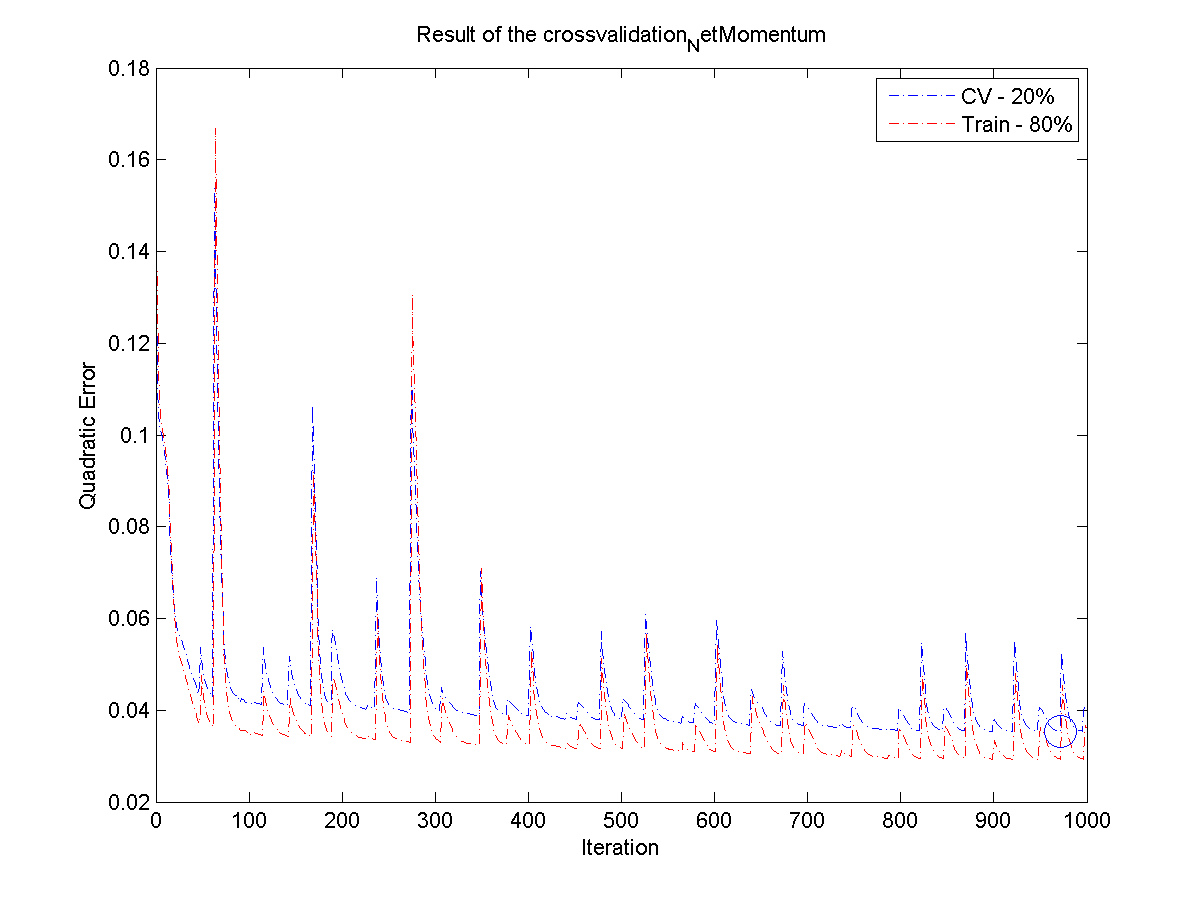 Result of the crossvalidation_NetMomentum
CV - 20%
Train - 80%
Quadratic Error
0.18
0.16
0.14
0.12
0.1
0.08
0.06
0.04
0.02
0 100 200 300 400 500 600 700 800 900 1000
Iteration